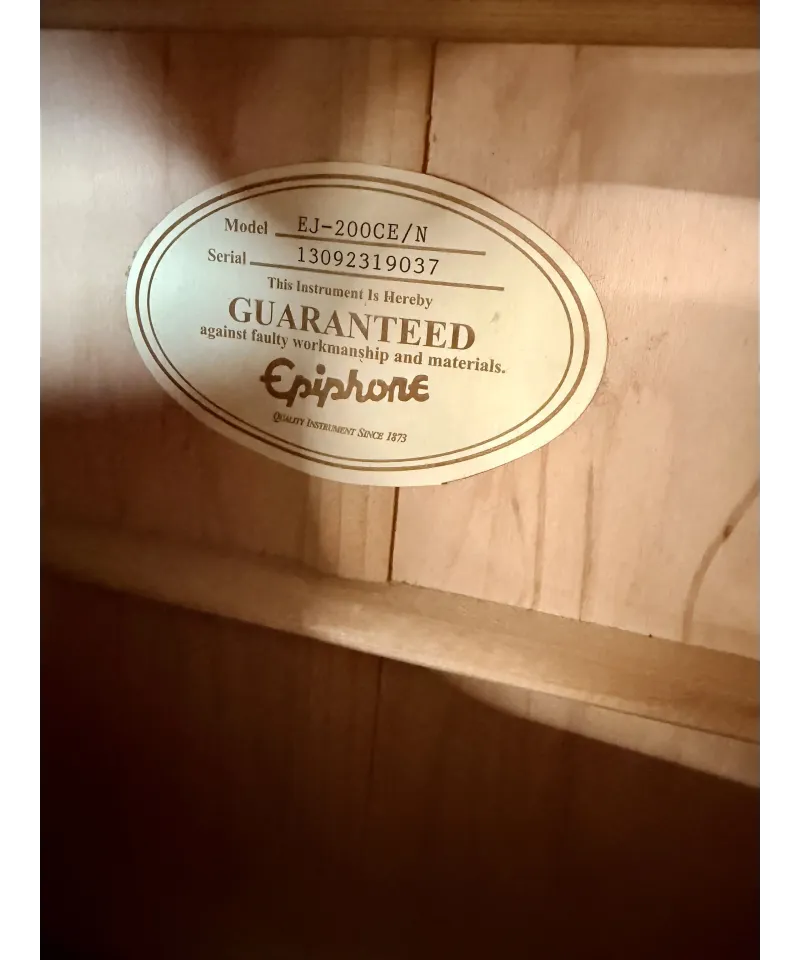 Model EJ-200CE/N
Serial 13092319037
This Instrument Is Hereby
GUARANTEED
against faulty workmanship and materials.
Epiphone
QUALITY INSTRUMENT SINCE 1873